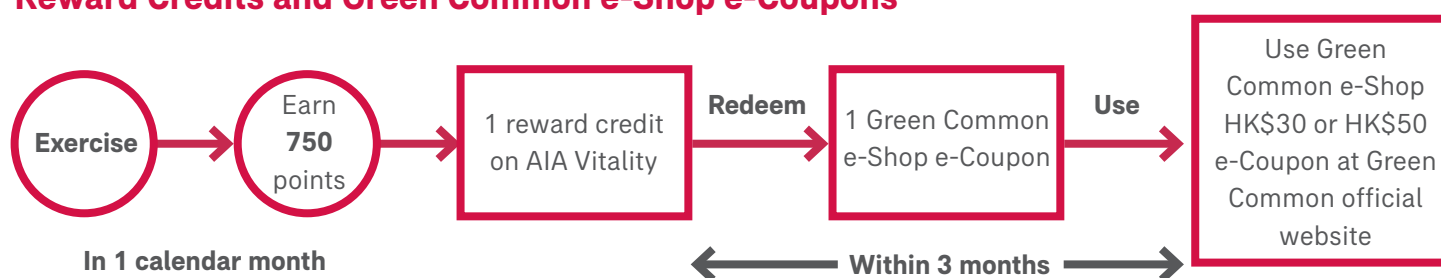 Reward Credits and Green Common e-Shop e-Coupons
Exercise
Earn
750
points
1 reward credit
on AIA Vitality
Redeem
1 Green Common
e-Shop e-Coupon
Use
Use Green
Common e-Shop
HK$30 or HK$50
e-Coupon at Green
Common official
website
In 1 calendar month
Within 3 months